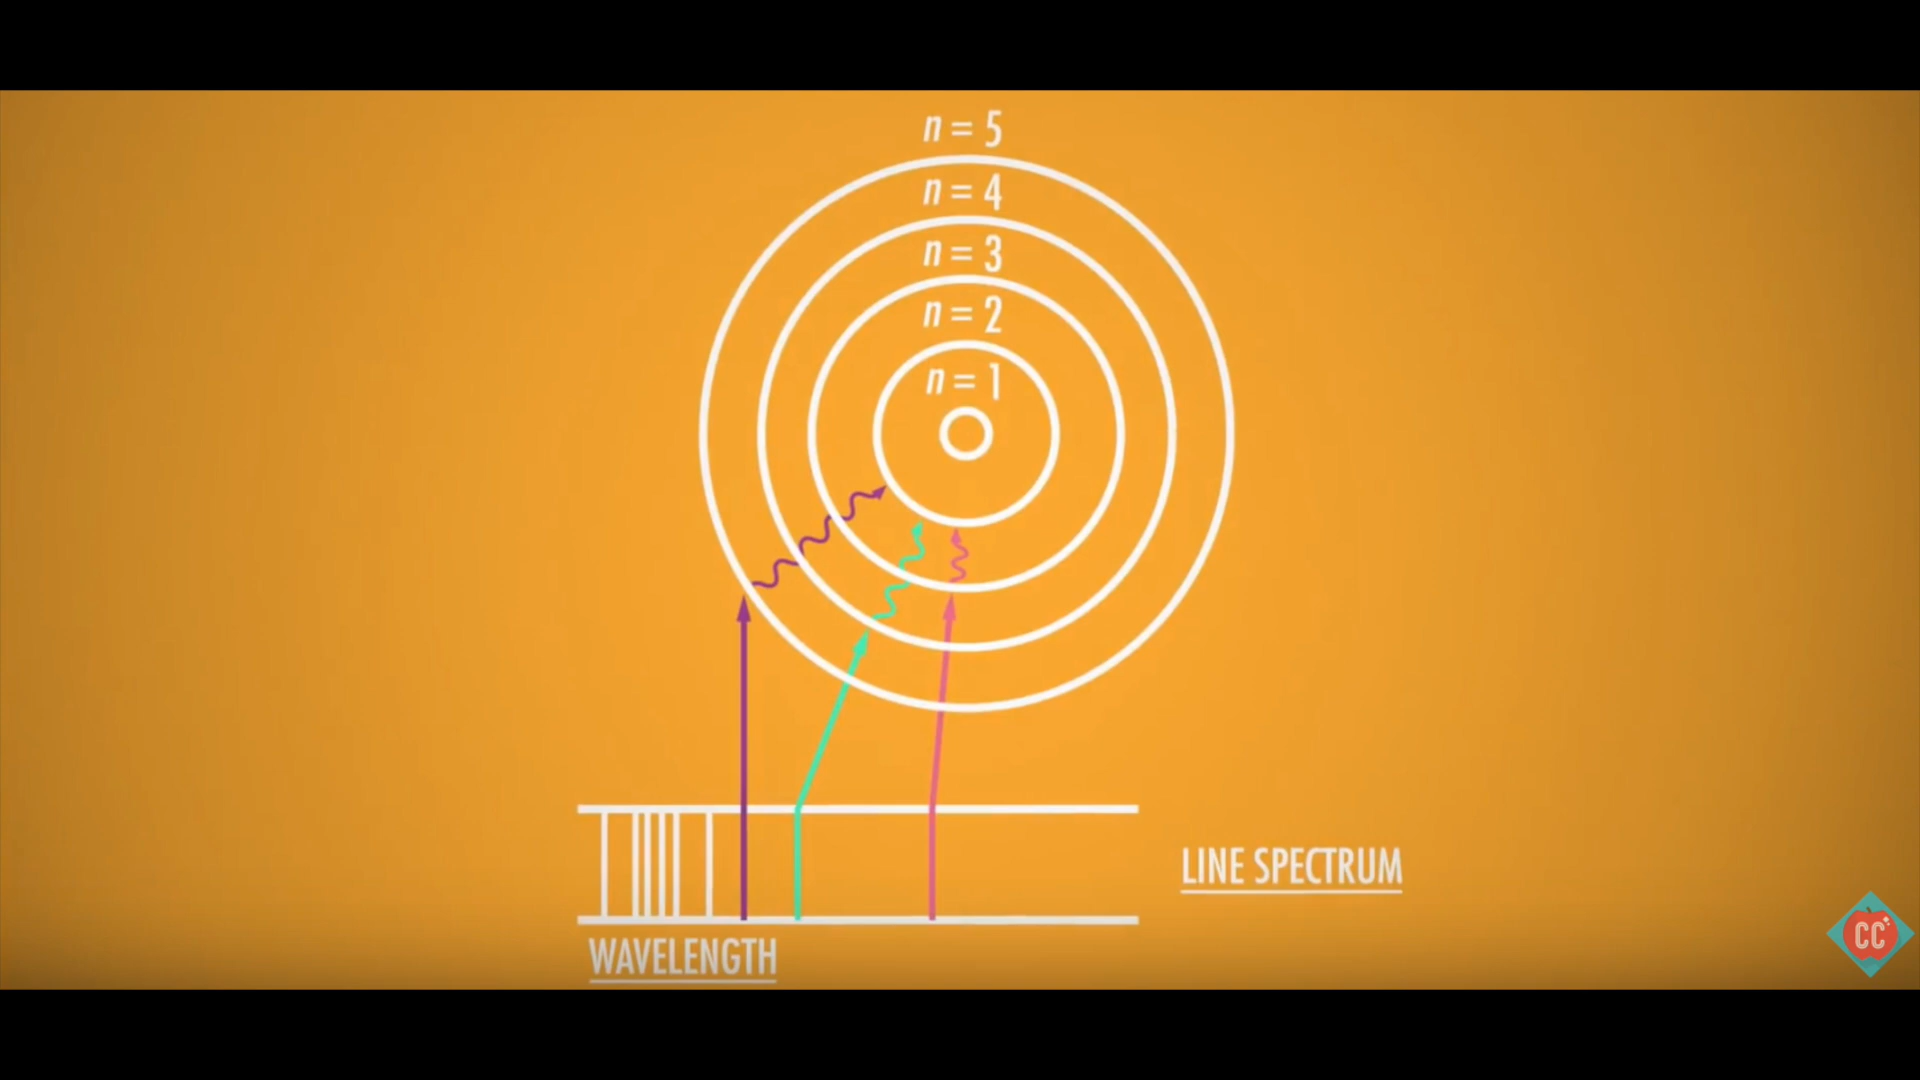 n = 5
n = 4
n = 3
n = 2
n = 1
LINE SPECTRUM
CC
WAVELENGTH